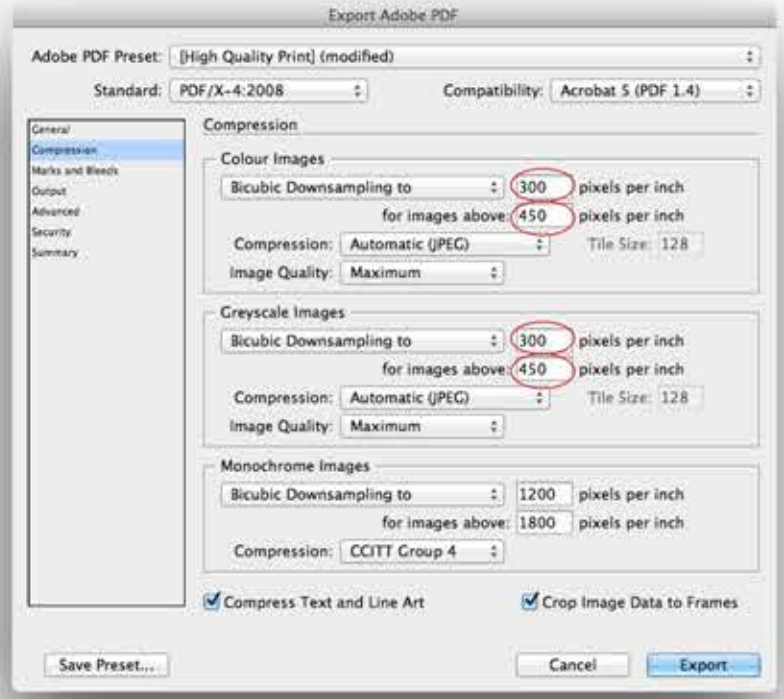 Export Adobe PDF
Adobe PDF Preset: [High Quality Print] (modified)
Standard: PDF/X-4:2008 Compatibility: Acrobat 5 (PDF 1.4)
General
Compression
Marks and Bleeds
Output
Advanced
Security
Summary
Compression
Colour Images
Bicubic Downsampling to 300 pixels per inch
for images above: 450 pixels per inch
Compression: Automatic (JPEG) Tile Size: 128
Image Quality: Maximum
Greyscale Images
Bicubic Downsampling to 300 pixels per inch
for images above: 450 pixels per inch
Compression: Automatic (JPEG) Tile Size: 128
Image Quality: Maximum
Monochrome Images
Bicubic Downsampling to 1200 pixels per inch
for images above: 1800 pixels per inch
Compression: CCITT Group 4
Compress Text and Line Art Crop Image Data to Frames
Save Preset... Cancel Export